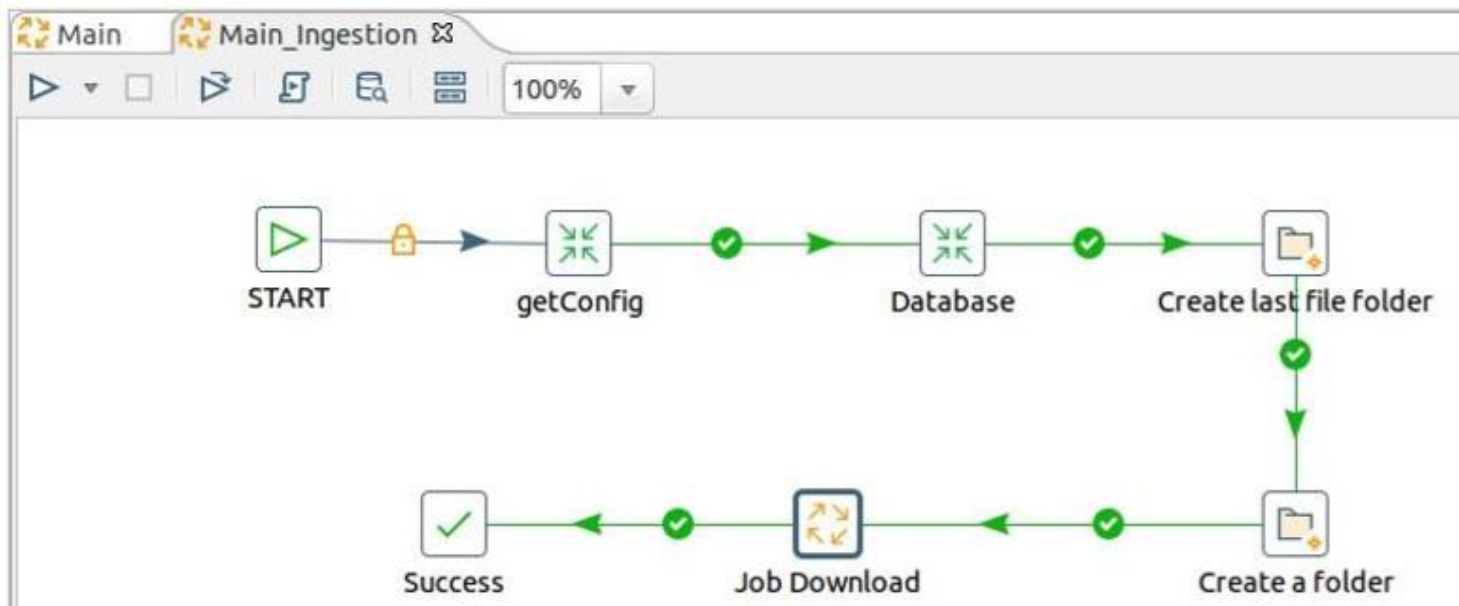 Main
Main_Ingestion
100%
START
getConfig
Database
Create last file folder
Success
Job Download
Create a folder